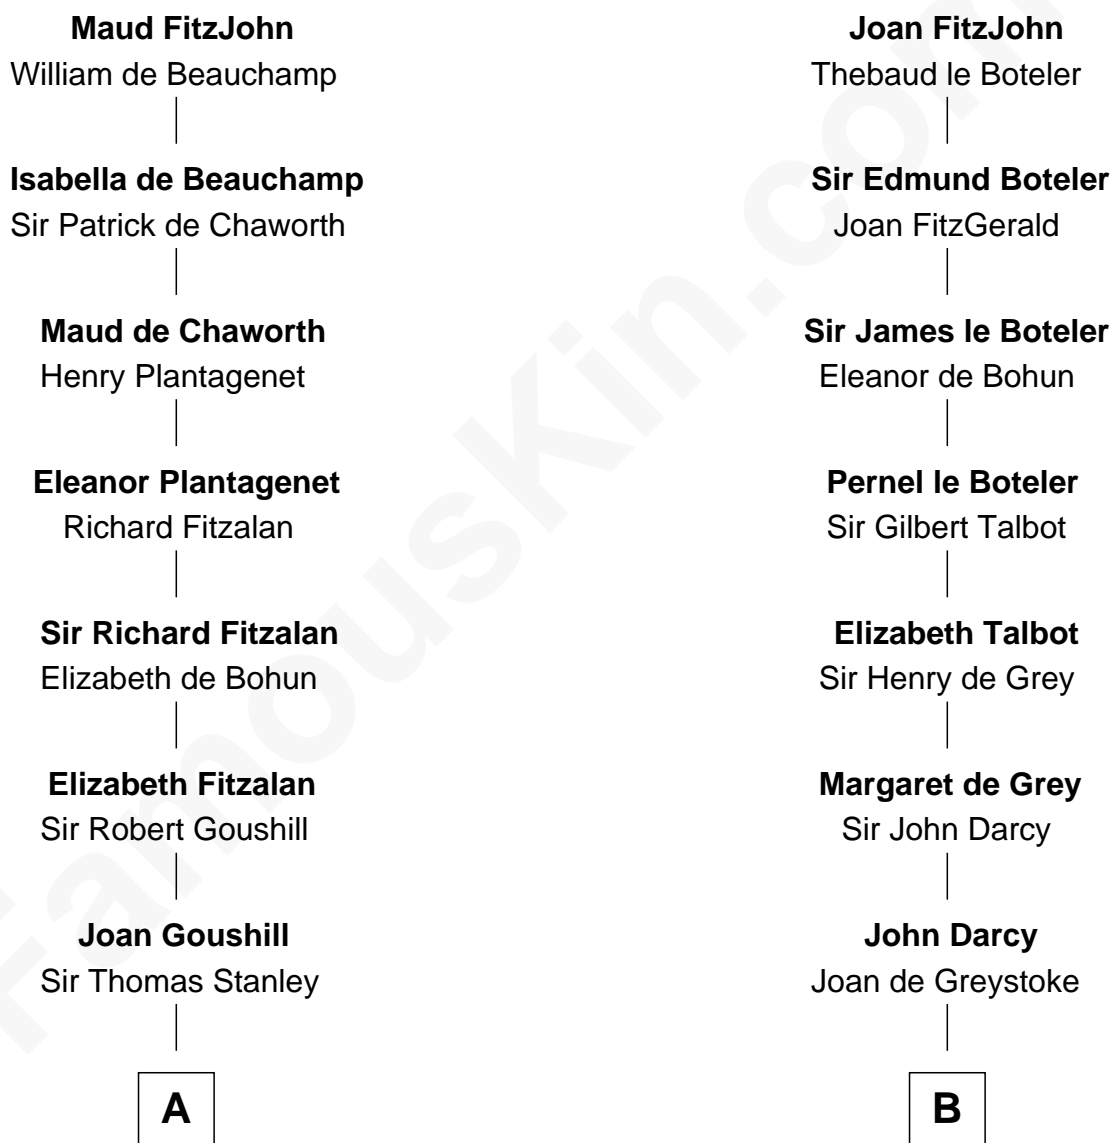 Maud FitzJohn
William de Beauchamp
Isabella de Beauchamp
Sir Patrick de Chaworth
Maud de Chaworth
Henry Plantagenet
Eleanor Plantagenet
Richard Fitzalan
Sir Richard Fitzalan
Elizabeth de Bohun
Elizabeth Fitzalan
Sir Robert Goushill
Joan Goushill
Sir Thomas Stanley
A
Joan FitzJohn
Thebaud le Boteler
Sir Edmund Boteler
Joan FitzGerald
Sir James le Boteler
Eleanor de Bohun
Pernel le Boteler
Sir Gilbert Talbot
Elizabeth Talbot
Sir Henry de Grey
Margaret de Grey
Sir John Darcy
John Darcy
Joan de Greystoke
B
FamousKin.com